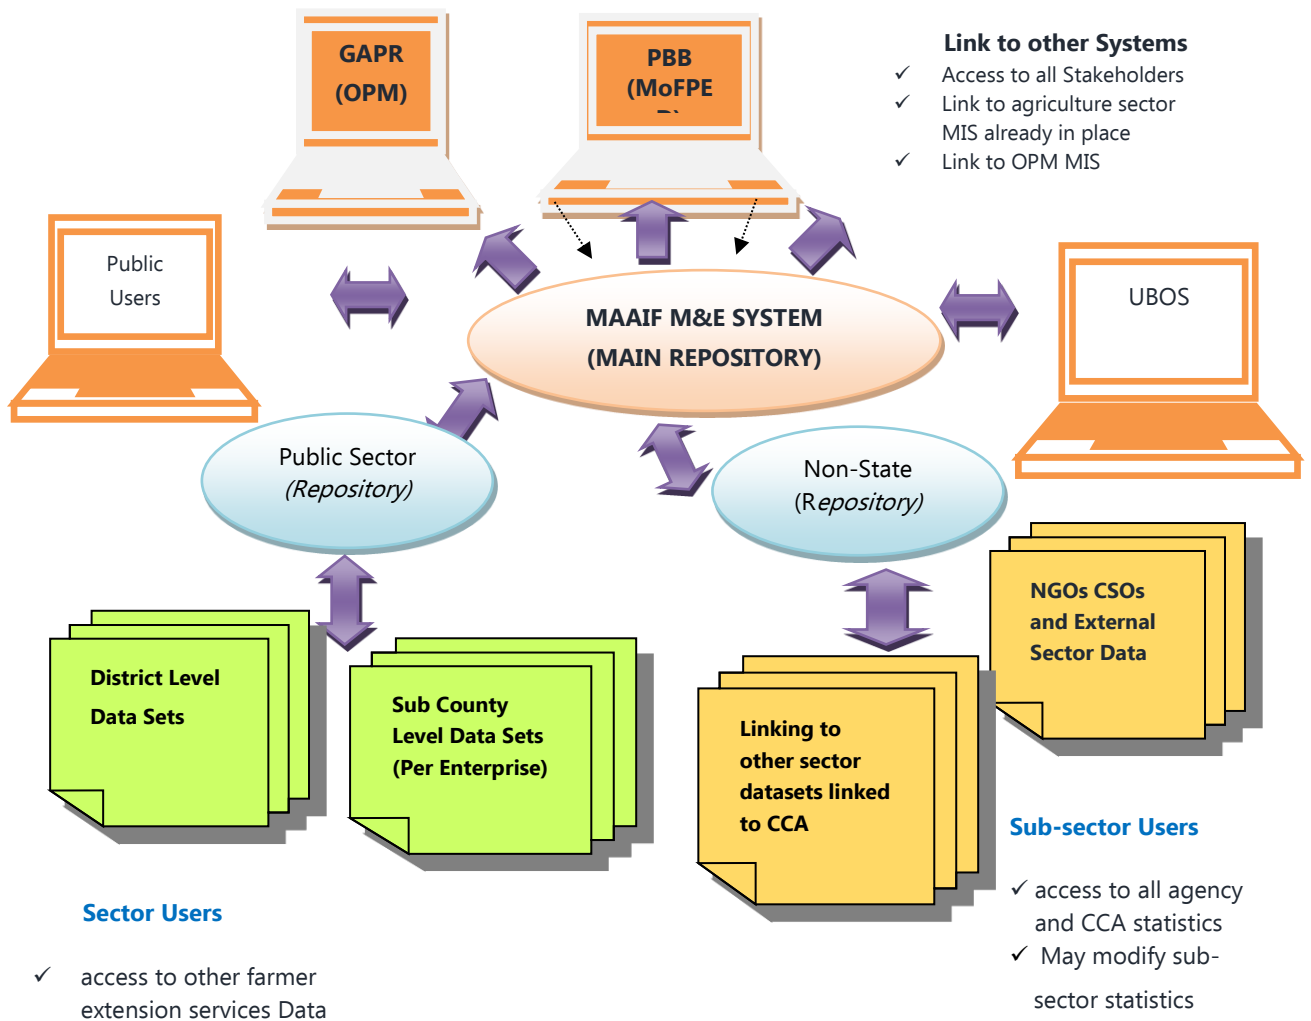 GAPR
(OPM)
PBB
(MoFPE
Link to other Systems
✓ Access to all Stakeholders
✓ Link to agriculture sector
MIS already in place
✓ Link to OPM MIS
Public
Users
UBOS
MAAIF M&E SYSTEM
(MAIN REPOSITORY)
Public Sector
(Repository)
Non-State
(Repository)
NGOs CSOs
and External
Sector Data
District Level
Data Sets
Sub County
Level Data Sets
(Per Enterprise)
Linking to
other sector
datasets linked
to CCA
Sub-sector Users
✓ access to all agency
and CCA statistics
✓ May modify sub-
sector statistics
Sector Users
✓ access to other farmer
extension services Data